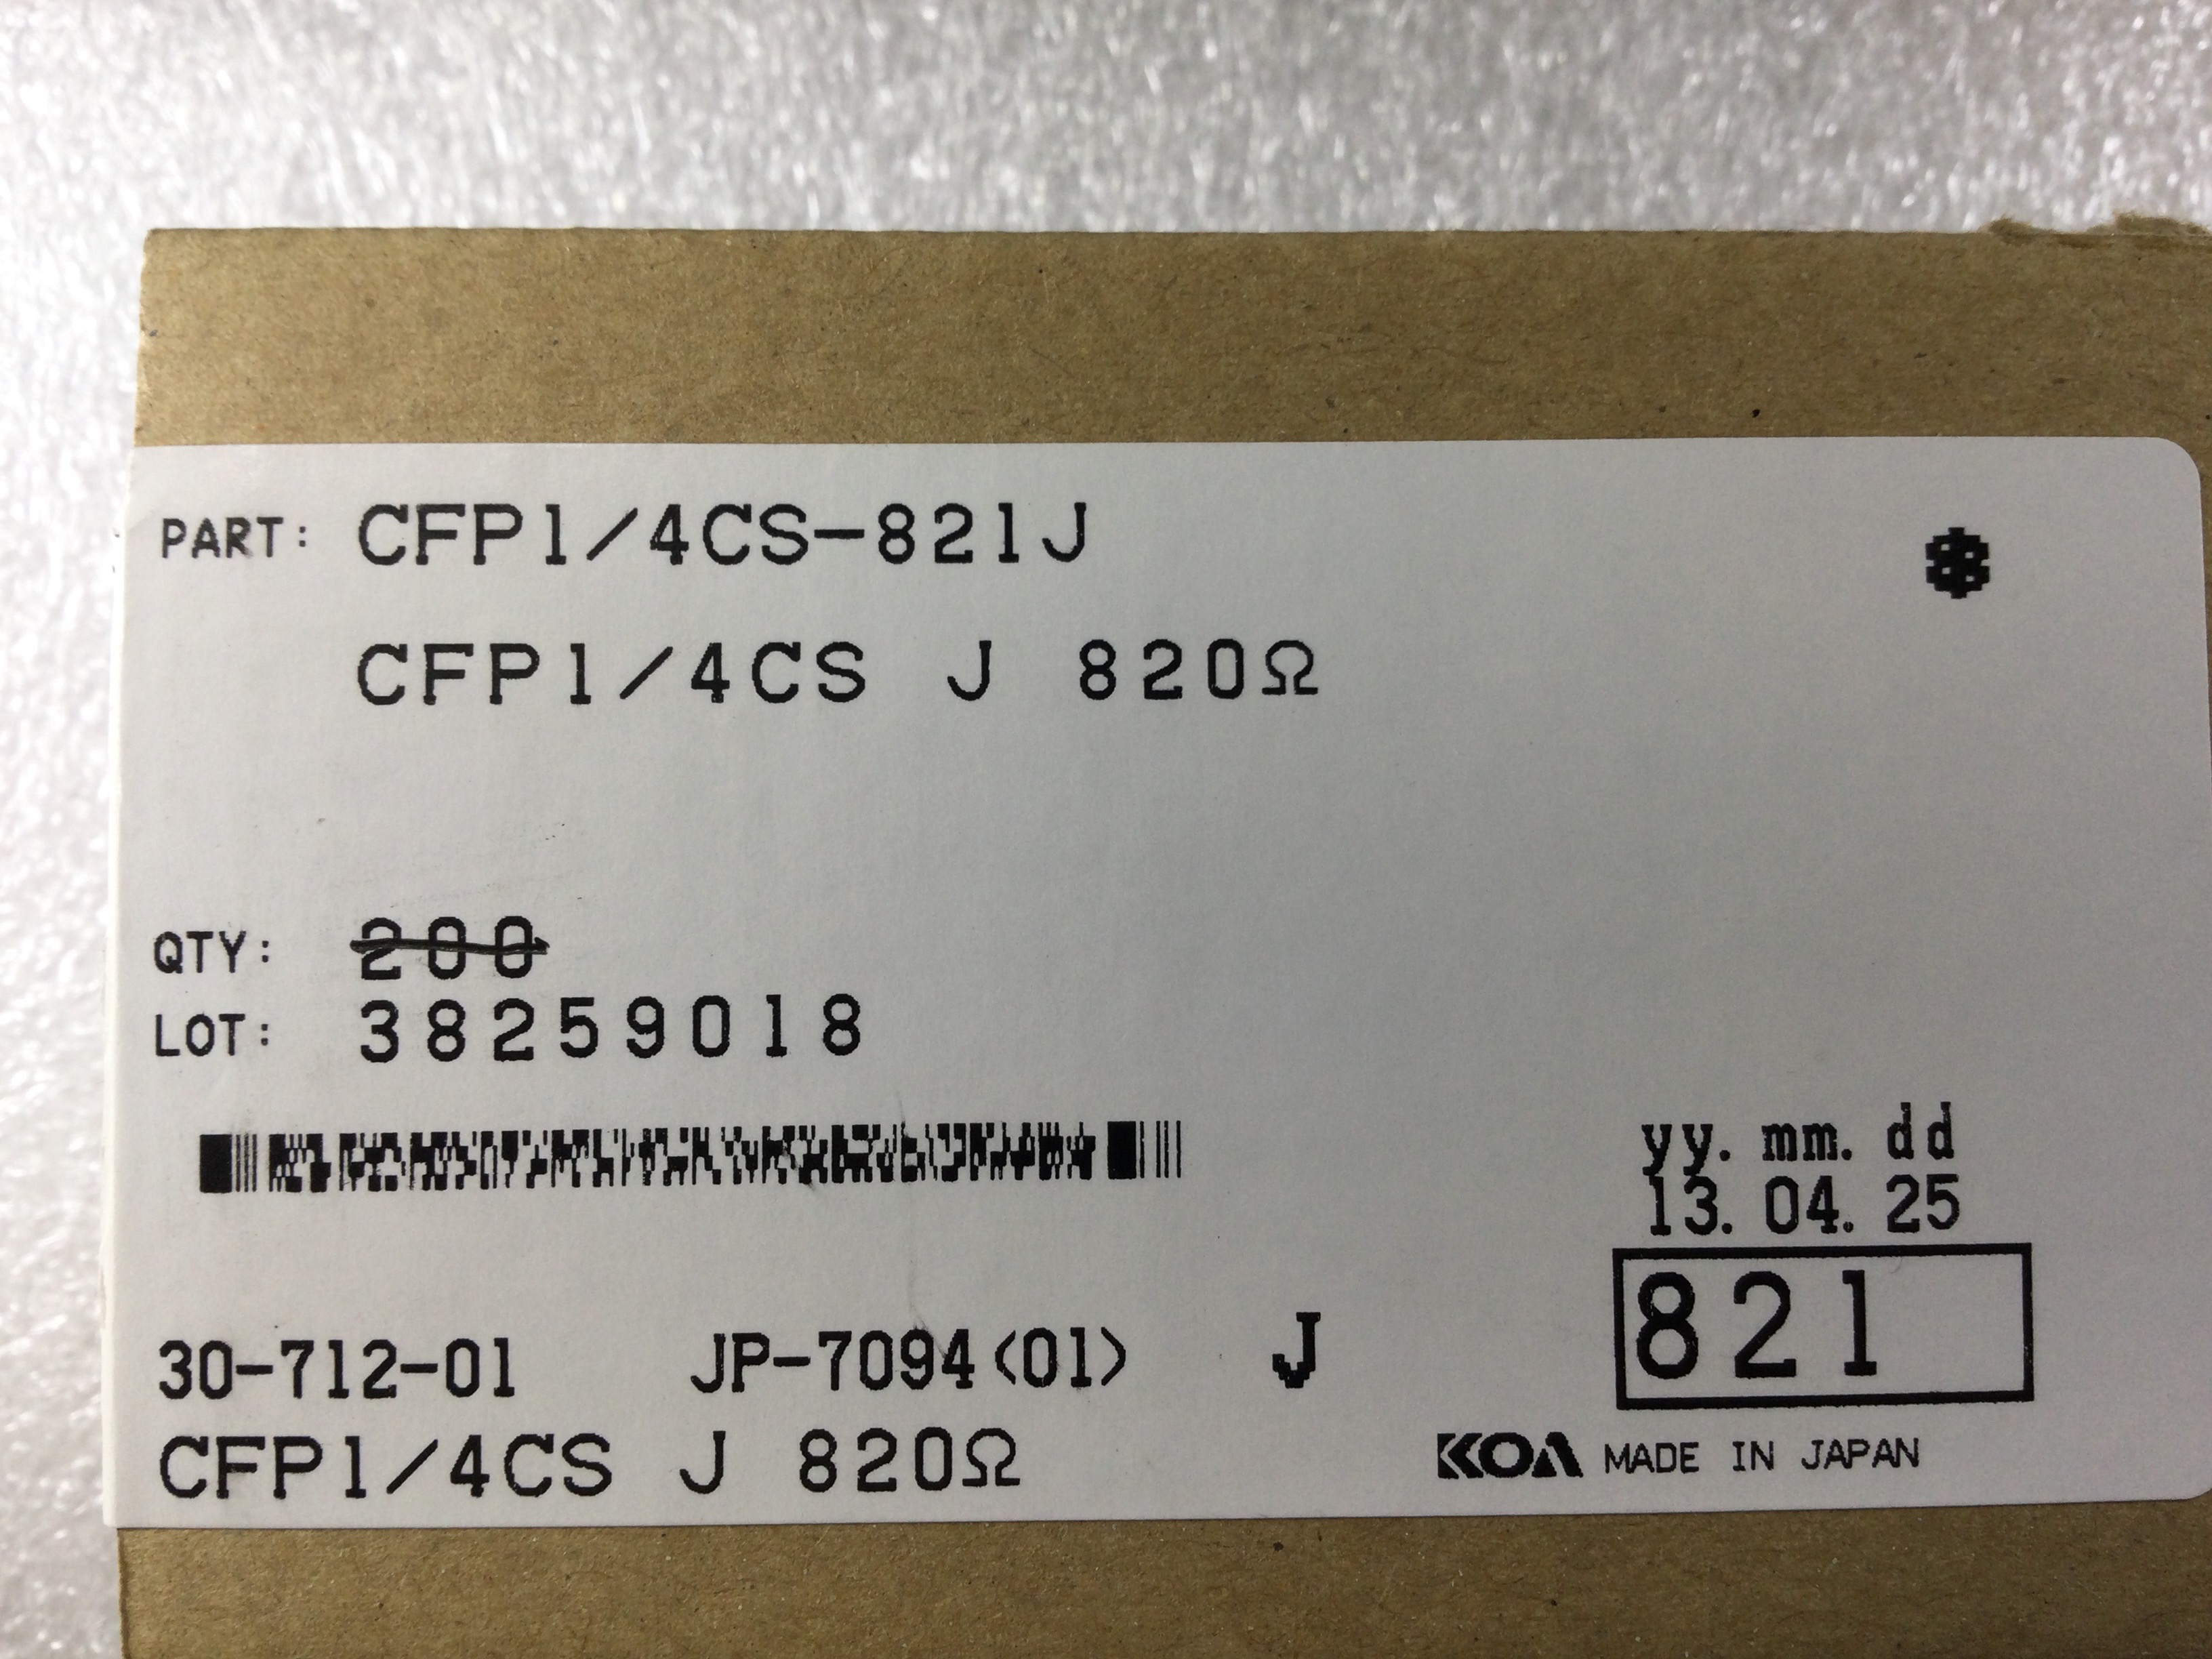 PART: CFP1/4CS-821J
*
CFP1/4CS J 820Ω
QTY: 200
LOT: 38259018
yy. mm. dd
13. 04. 25
821
30-712-01 JP-7094<01> J
CFP1/4CS J 820Ω
KOA MADE IN JAPAN